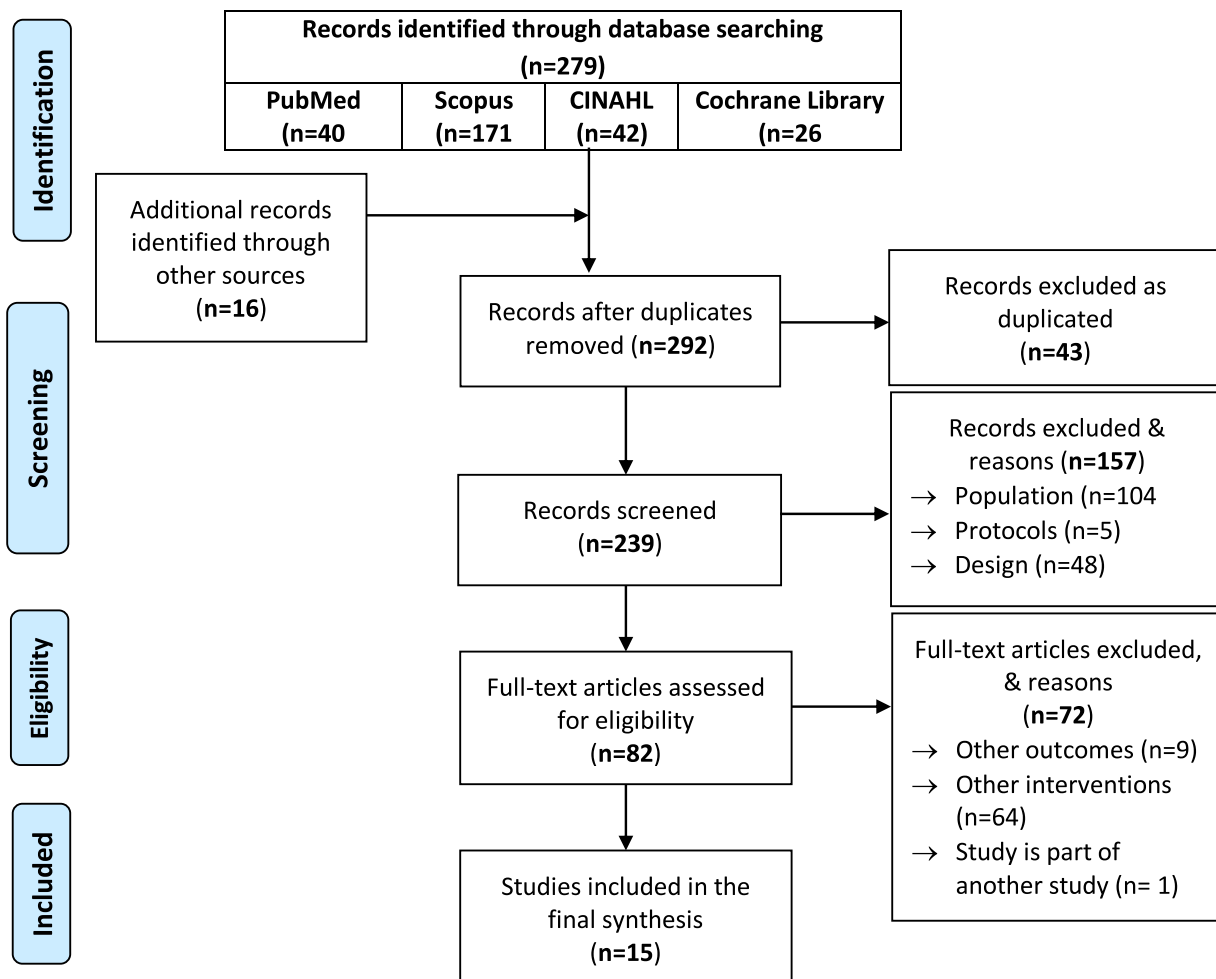 Identification
Records identified through database searching
(n=279)
PubMed
(n=40
Scopus
(n=171
CINAHL
(n=42)
Cochrane Library
(n=26
Additional records
identified through
other sources
(n=16)
Screening
Records after duplicates
removed (n=292)
Records excluded as
duplicated
(n=43)
Records screened
(n=239)
Records excluded &
reasons (n=157)
→ Population (n=104
→ Protocols (n=5)
→ Design (n=48)
Eligibility
Full-text articles assessed
for eligibility
(n=82)
Full-text articles excluded,
& reasons
(n=72)
→ Other outcomes (n=9)
→ Other interventions
(n=64)
→ Study is part of
another study (n= 1)
Included
Studies included in the
final synthesis
(n=15)